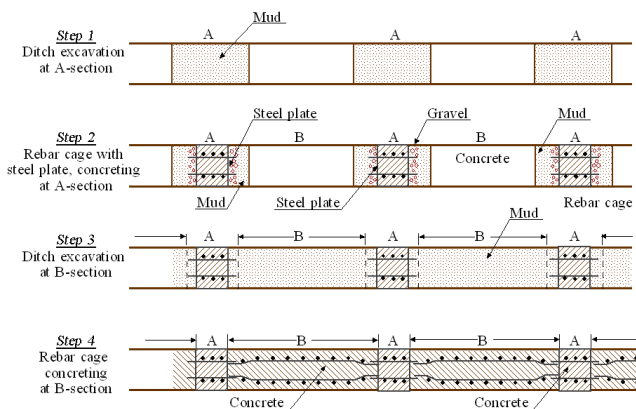 Mud
Step 1
Ditch excavation
at A-section
A
A
A
Step 2
Rebar cage with
steel plate, concreting
at A-section
A
Steel plate
B
A
Gravel
B
Mud
A
Concrete
Mud
Steel plate
Rebar cage
Mud
Step 3
Ditch excavation
at B-section
A
B
A
B
A
Step 4
Rebar cage
concreting
at B-section
A
B
A
B
A
Concrete
Concrete